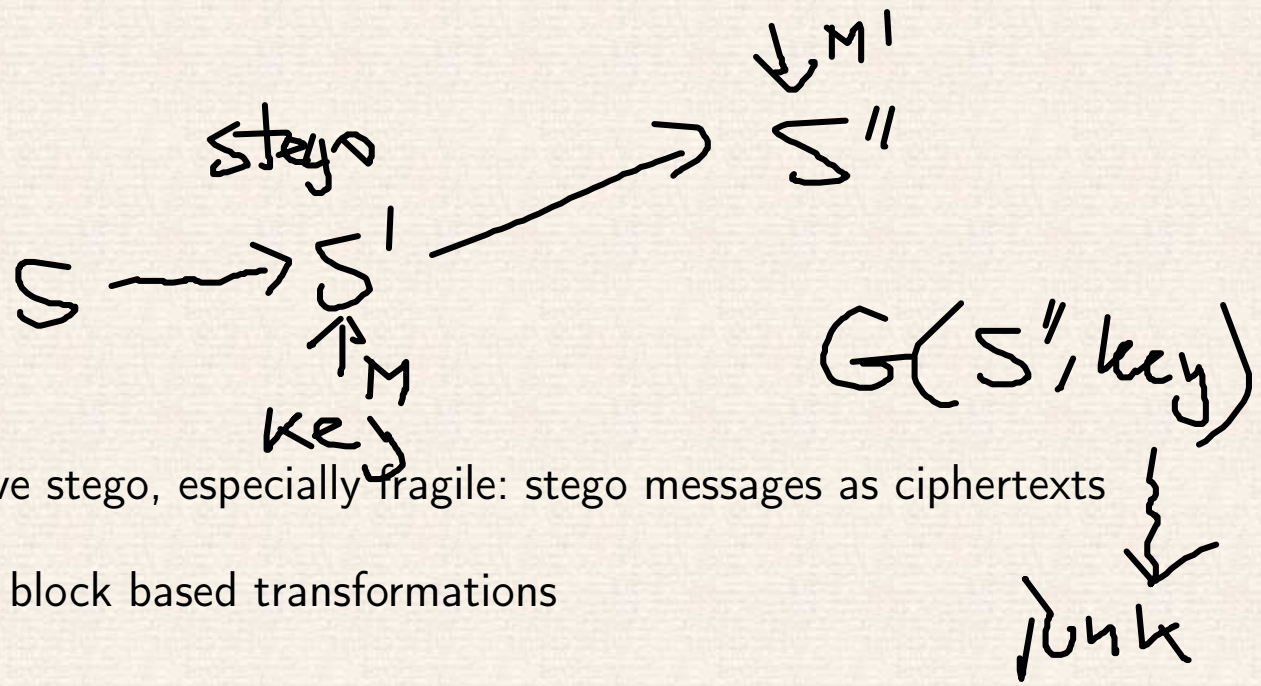 ↓ M'
stego
S''
S → S'
↑ M
G(S'', key)
key
ve stego, especially fragile: stego messages as ciphertexts
block based transformations
junk